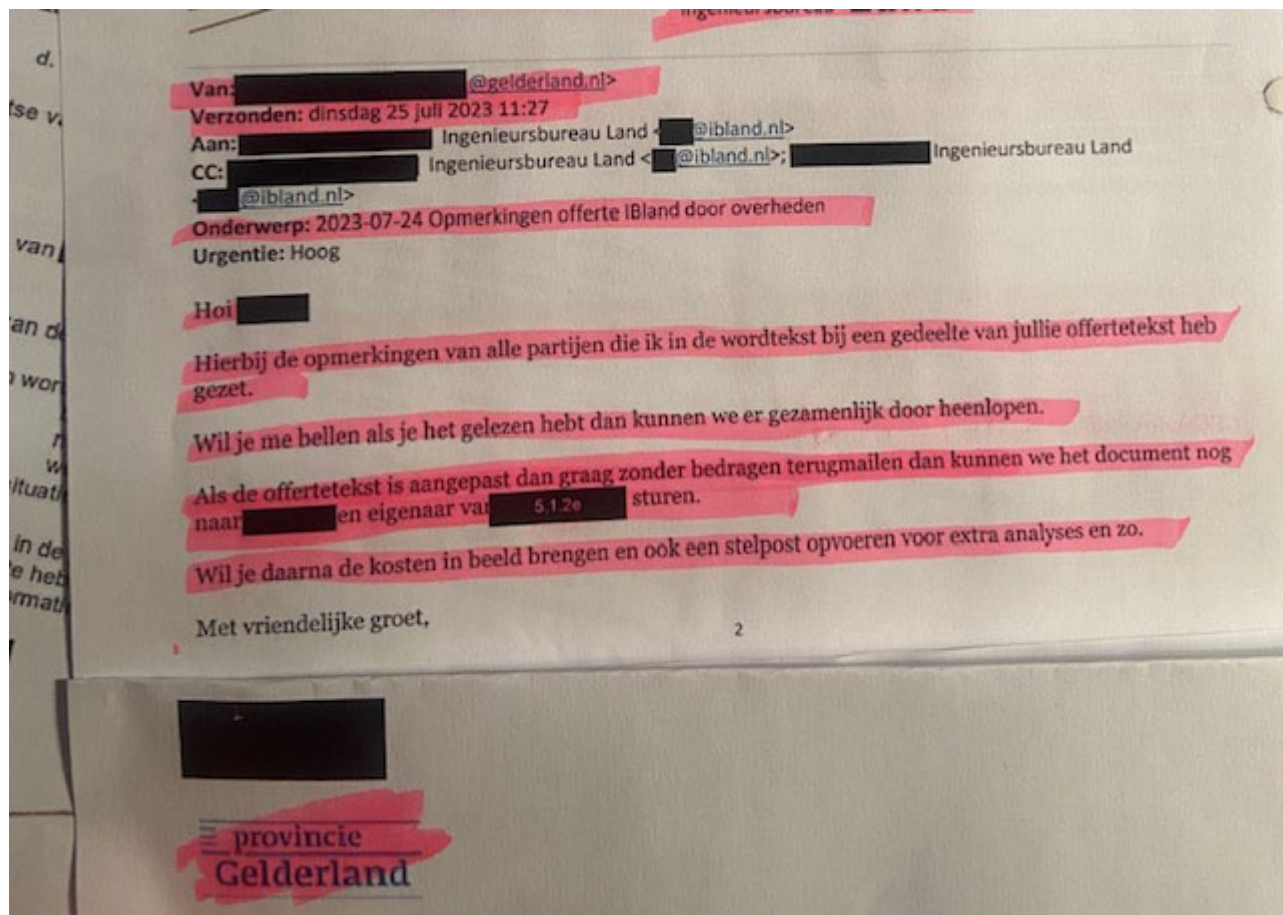 Ingenieursbureau
Van: @gelderland.nl>
Verzonden: dinsdag 25 juli 2023 11:27
Aan: Ingenieursbureau Land < @ibland.nl>
CC: Ingenieursbureau Land < @ibland.nl>; Ingenieursbureau Land
< @ibland.nl>
Onderwerp: 2023-07-24 Opmerkingen offerte IBland door overheden
Urgentie: Hoog
Hoi
Hierbij de opmerkingen van alle partijen die ik in de wordtekst bij een gedeelte van jullie offertetekst heb
gezet.
Wil je me bellen als je het gelezen hebt dan kunnen we er gezamenlijk door heenlopen.
Als de offertetekst is aangepast dan graag zonder bedragen terugmailen dan kunnen we het document nog
naar en eigenaar van 5.1.2e sturen.
Wil je daarna de kosten in beeld brengen en ook een stelpost opvoeren voor extra analyses en zo.
Met vriendelijke groet,
2
provincie
Gelderland
d.
van
in de